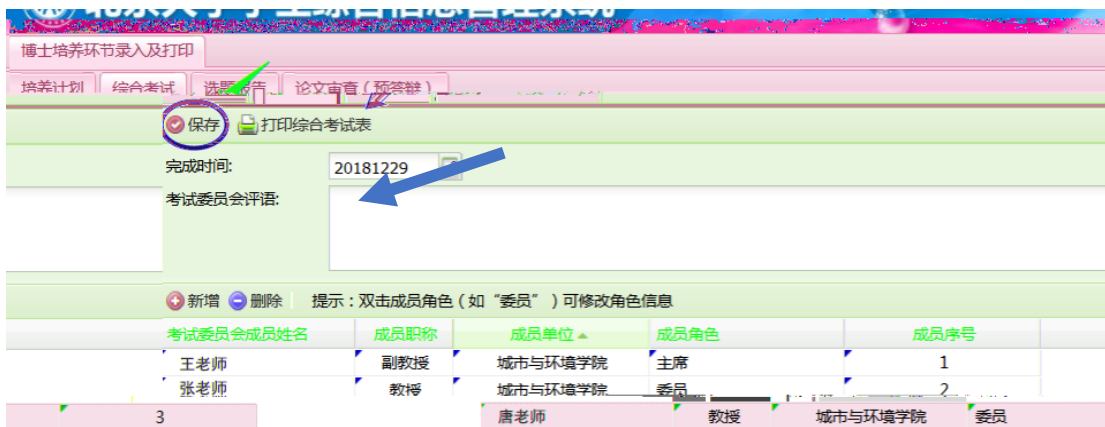 博士培养环节录入及打印
培养计划 综合考试 选题报告 论文审查（预答辩）
保存 打印综合考试表
完成时间: 20181229
考试委员会评语:
新增 删除 提示：双击成员角色（如“委员”）可修改角色信息
考试委员会成员姓名 成员职称 成员单位 成员角色 成员序号
王老师 副教授 城市与环境学院 主席 1
张老师 教授 城市与环境学院 委员 2
3 唐老师 教授 城市与环境学院 委员